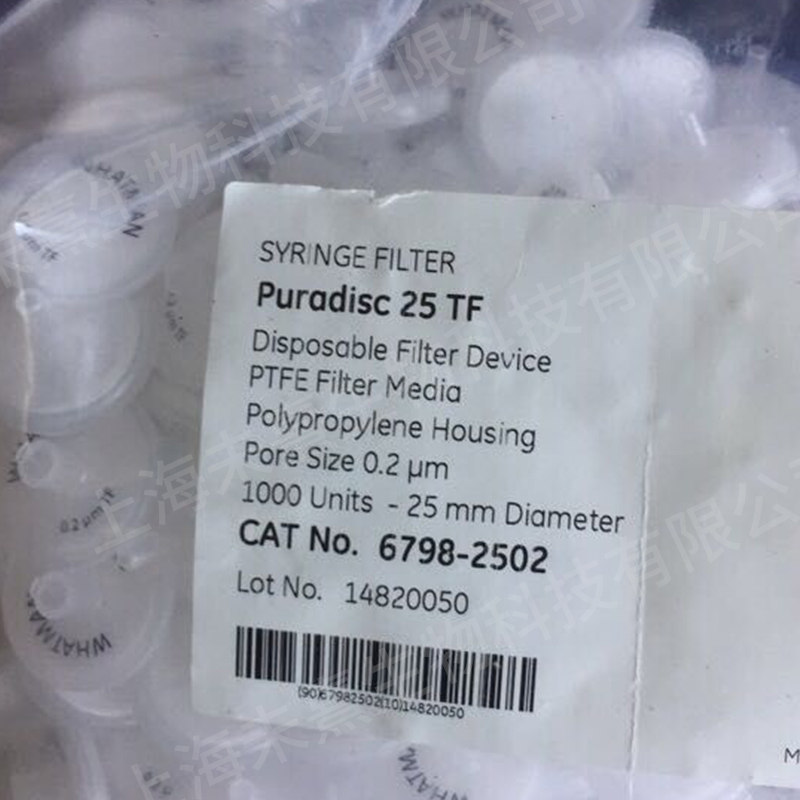 WHATMAN
SYRINGE FILTER
Puradisc 25 TF
Disposable Filter Device
PTFE Filter Media
Polypropylene Housing
Pore Size 0.2 µm
1000 Units - 25 mm Diameter
CAT No. 6798-2502
Lot No. 14820050
(90)67982502(10)14820050
0.2 µm TF
WHATMAN